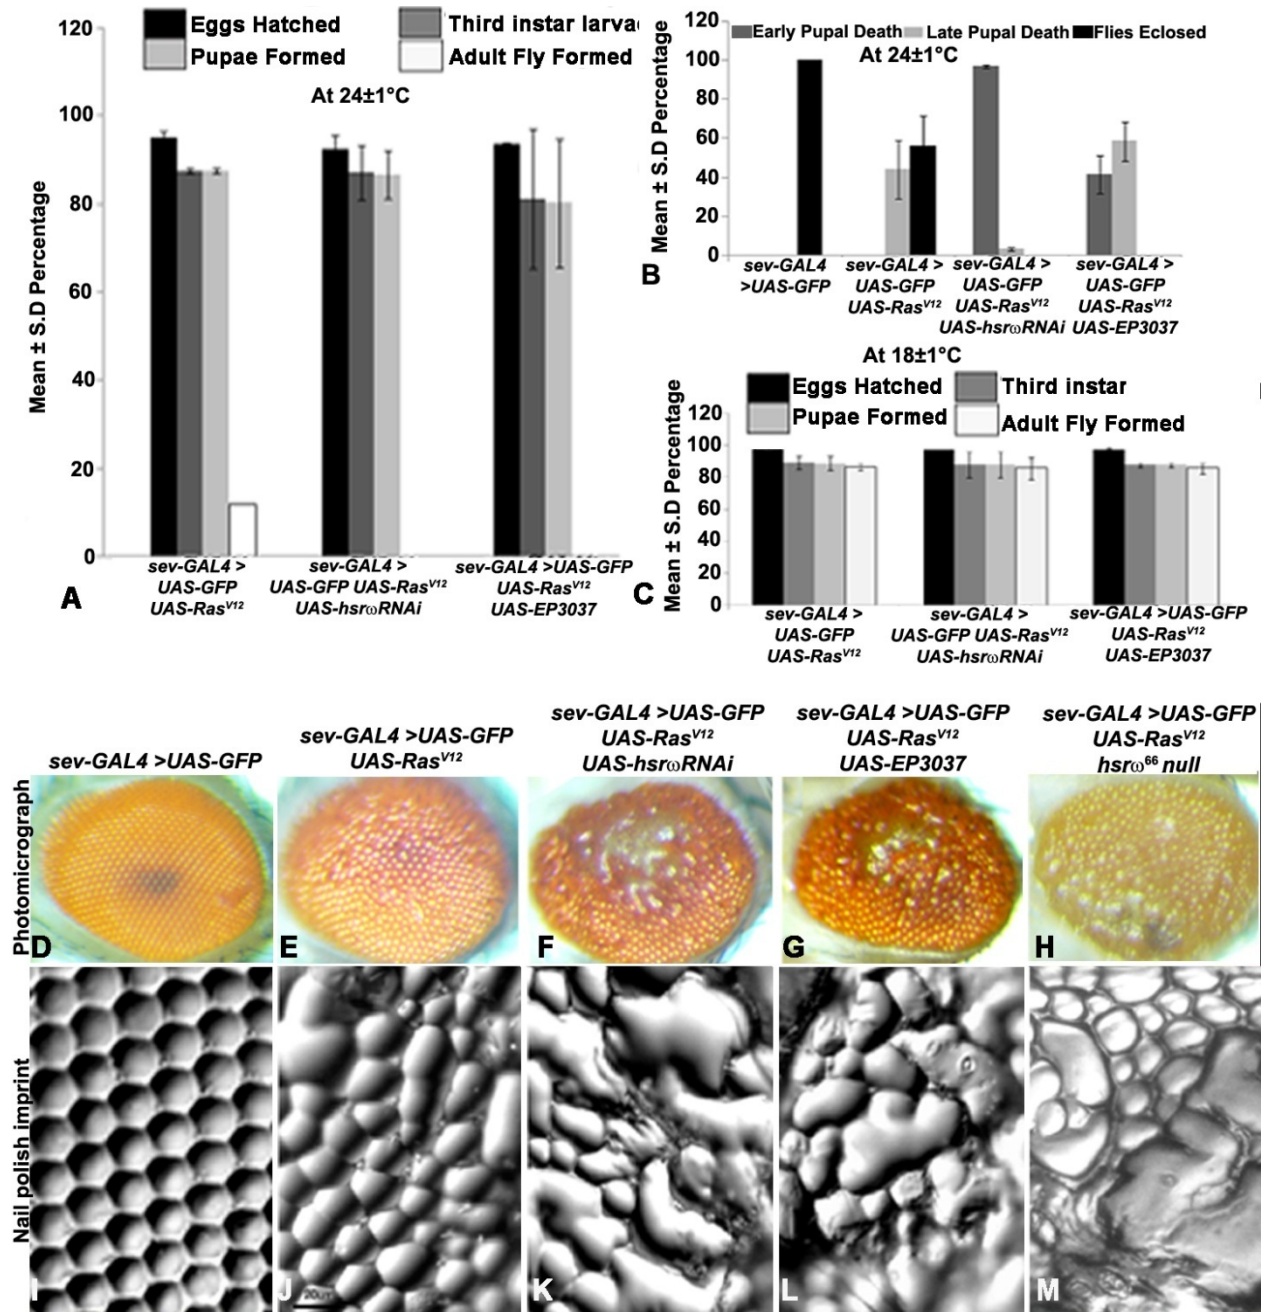 120
100
80
60
40
20
0
Mean ± S.D Percentage
Eggs Hatched
Third instar larvae
Pupae Formed
Adult Fly Formed
At 24±1°C
sev-GAL4 >
UAS-GFP
UAS-Rasⱽ¹²
sev-GAL4 >
UAS-GFP UAS-Rasⱽ¹²
UAS-hsrωRNAi
sev-GAL4 >UAS-GFP
UAS-Rasⱽ¹²
UAS-EP3037
A
120
100
80
60
40
20
0
Mean ± S.D Percentage
Early Pupal Death
Late Pupal Death
Flies Eclosed
At 24±1°C
sev-GAL4
>UAS-GFP
sev-GAL4 >
UAS-GFP
UAS-Rasⱽ¹²
sev-GAL4 >
UAS-GFP
UAS-Rasⱽ¹²
UAS-hsrωRNAi
sev-GAL4 >
UAS-GFP
UAS-Rasⱽ¹²
UAS-EP3037
B
At 18±1°C
Eggs Hatched
Third instar
Pupae Formed
Adult Fly Formed
120
100
80
60
40
20
0
Mean ± S.D Percentage
sev-GAL4 >
UAS-GFP
UAS-Rasⱽ¹²
sev-GAL4 >
UAS-GFP UAS-Rasⱽ¹²
UAS-hsrωRNAi
sev-GAL4 >UAS-GFP
UAS-Rasⱽ¹²
UAS-EP3037
C
sev-GAL4 >UAS-GFP
sev-GAL4 >UAS-GFP
UAS-Rasⱽ¹²
sev-GAL4 >UAS-GFP
UAS-Rasⱽ¹²
UAS-hsrωRNAi
sev-GAL4 >UAS-GFP
UAS-Rasⱽ¹²
UAS-EP3037
sev-GAL4 >UAS-GFP
UAS-Rasⱽ¹²
hsrω⁶⁶ null
Photomicrograph
D
E
F
G
H
Nail polish imprint
I
J
K
L
M